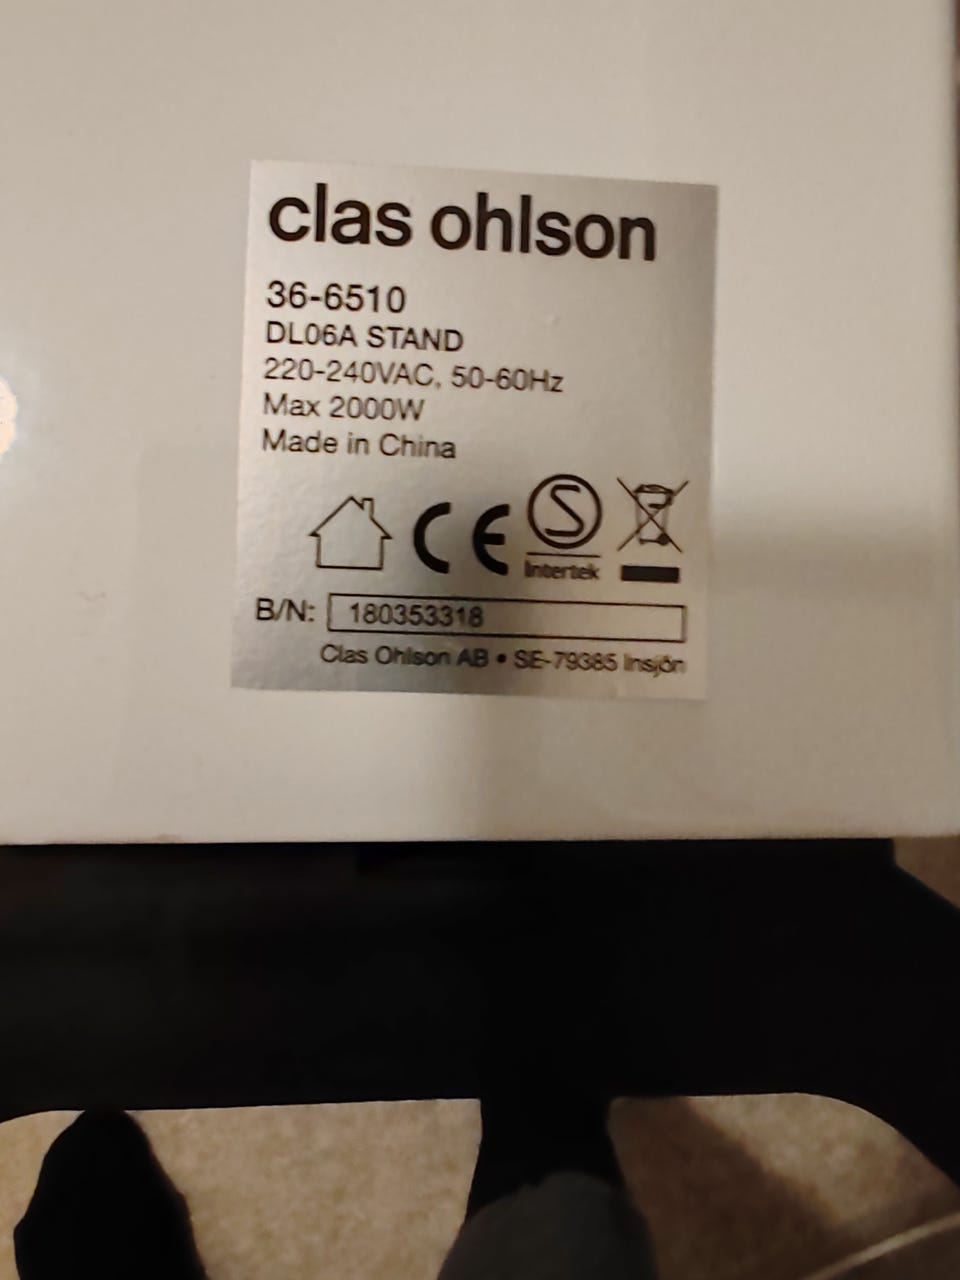 clas ohlson
36-6510
DL06A STAND
220-240VAC, 50-60Hz
Max 2000W
Made in China
CE
S
Intertek
B/N: 180353318
Clas Ohlson AB • SE-79385 Insjön